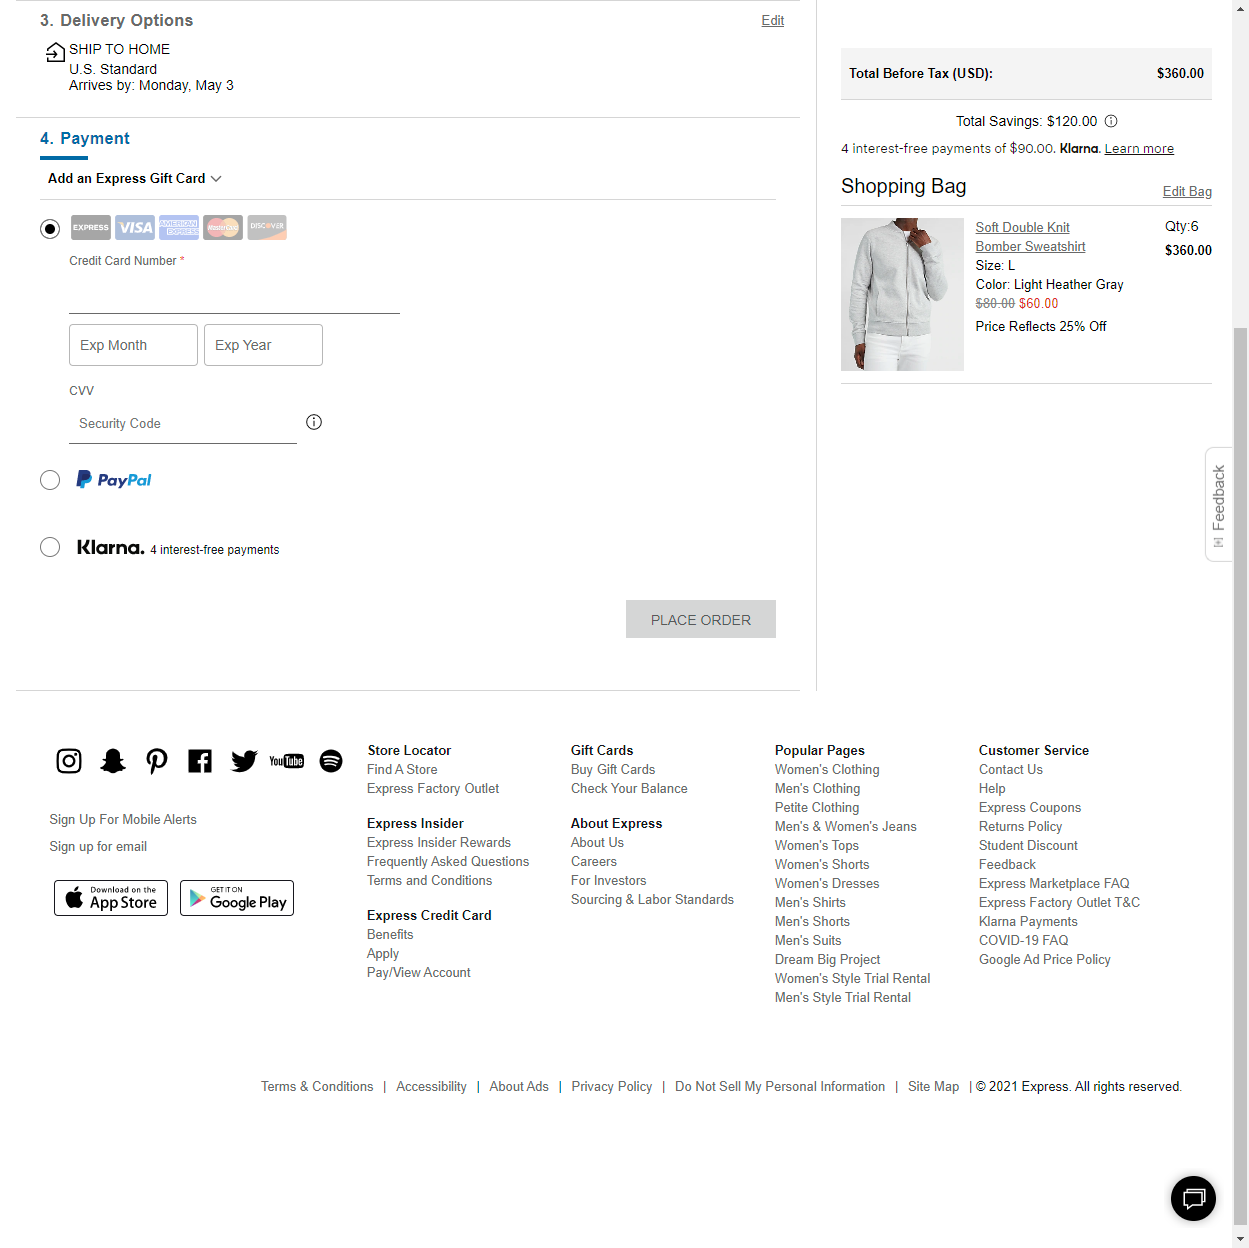 3. Delivery Options
Edit
SHIP TO HOME
U.S. Standard
Arrives by: Monday, May 3
4. Payment
Add an Express Gift Card
EXPRESS VISA AMERICAN EXPRESS MasterCard DISCOVER
Credit Card Number *
Exp Month
Exp Year
CVV
Security Code
PayPal
Klarna. 4 interest-free payments
PLACE ORDER
Total Before Tax (USD): $360.00
Total Savings: $120.00
4 interest-free payments of $90.00. Klarna. Learn more
Shopping Bag
Edit Bag
Soft Double Knit
Bomber Sweatshirt
Size: L
Color: Light Heather Gray
$80.00 $60.00
Price Reflects 25% Off
Qty:6
$360.00
Feedback
YouTube
Sign Up For Mobile Alerts
Sign up for email
Download on the
App Store
GET IT ON
Google Play
Store Locator
Find A Store
Express Factory Outlet
Express Insider
Express Insider Rewards
Frequently Asked Questions
Terms and Conditions
Express Credit Card
Benefits
Apply
Pay/View Account
Gift Cards
Buy Gift Cards
Check Your Balance
About Express
About Us
Careers
For Investors
Sourcing & Labor Standards
Popular Pages
Women's Clothing
Men's Clothing
Petite Clothing
Men's & Women's Jeans
Women's Tops
Women's Shorts
Women's Dresses
Men's Shirts
Men's Shorts
Men's Suits
Dream Big Project
Women's Style Trial Rental
Men's Style Trial Rental
Customer Service
Contact Us
Help
Express Coupons
Returns Policy
Student Discount
Feedback
Express Marketplace FAQ
Express Factory Outlet T&C
Klarna Payments
COVID-19 FAQ
Google Ad Price Policy
Terms & Conditions | Accessibility | About Ads | Privacy Policy | Do Not Sell My Personal Information | Site Map | © 2021 Express. All rights reserved.